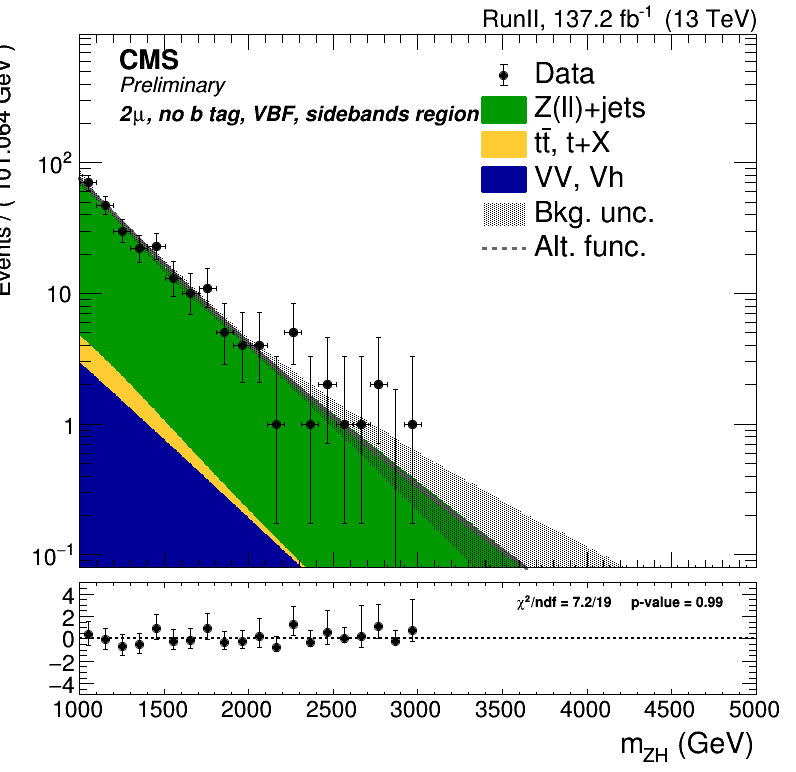 RunII, 137.2 fb⁻¹ (13 TeV)
CMS
Preliminary
2μ, no b tag, VBF, sidebands region
Data
Z(ll)+jets
tt̄, t+X
VV, Vh
Bkg. unc.
Alt. func.
Events / ( 101.064 GeV )
10²
10
1
10⁻¹
χ²/ndf = 7.2/19 p-value = 0.99
4
2
0
−2
−4
1000 1500 2000 2500 3000 3500 4000 4500 5000
m_ZH (GeV)